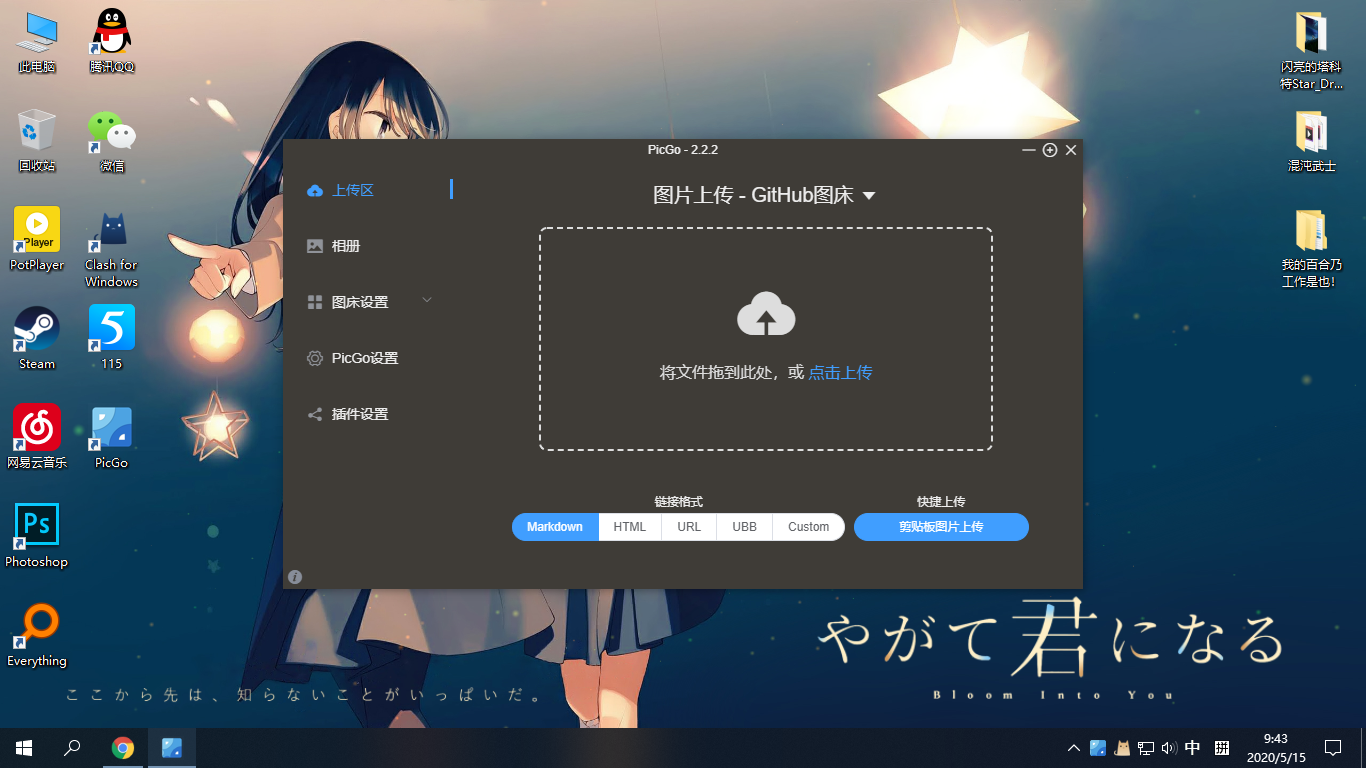 此电脑
腾讯QQ
回收站
微信
Player
PotPlayer
Clash for
Windows
Steam
5
115
网易云音乐
PicGo
Ps
Photoshop
Everything
闪亮的塔科
特Star_Dr...
混沌武士
我的百合乃
工作是也!
PicGo - 2.2.2
上传区
相册
图床设置
PicGo设置
插件设置
图片上传 - GitHub图床
将文件拖到此处，或 点击上传
链接格式
快捷上传
Markdown HTML URL UBB Custom
剪贴板图片上传
i
やがて君になる
Bloom Into You
ここから先は、知らないことがいっぱいだ。
中 拼
9:43
2020/5/15